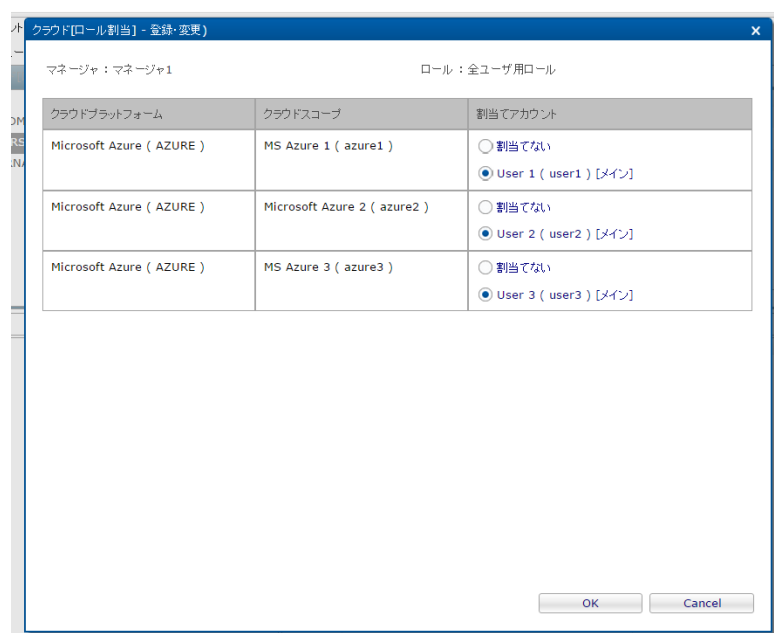 クラウド[ロール割当] - 登録・変更)
x
マネージャ：マネージャ1
ロール：全ユーザ用ロール
クラウドプラットフォーム クラウドスコープ 割当てアカウント
Microsoft Azure ( AZURE ) MS Azure 1 ( azure1 ) 割当てない
User 1 ( user1 ) [メイン]
Microsoft Azure ( AZURE ) Microsoft Azure 2 ( azure2 ) 割当てない
User 2 ( user2 ) [メイン]
Microsoft Azure ( AZURE ) MS Azure 3 ( azure3 ) 割当てない
User 3 ( user3 ) [メイン]
OK Cancel